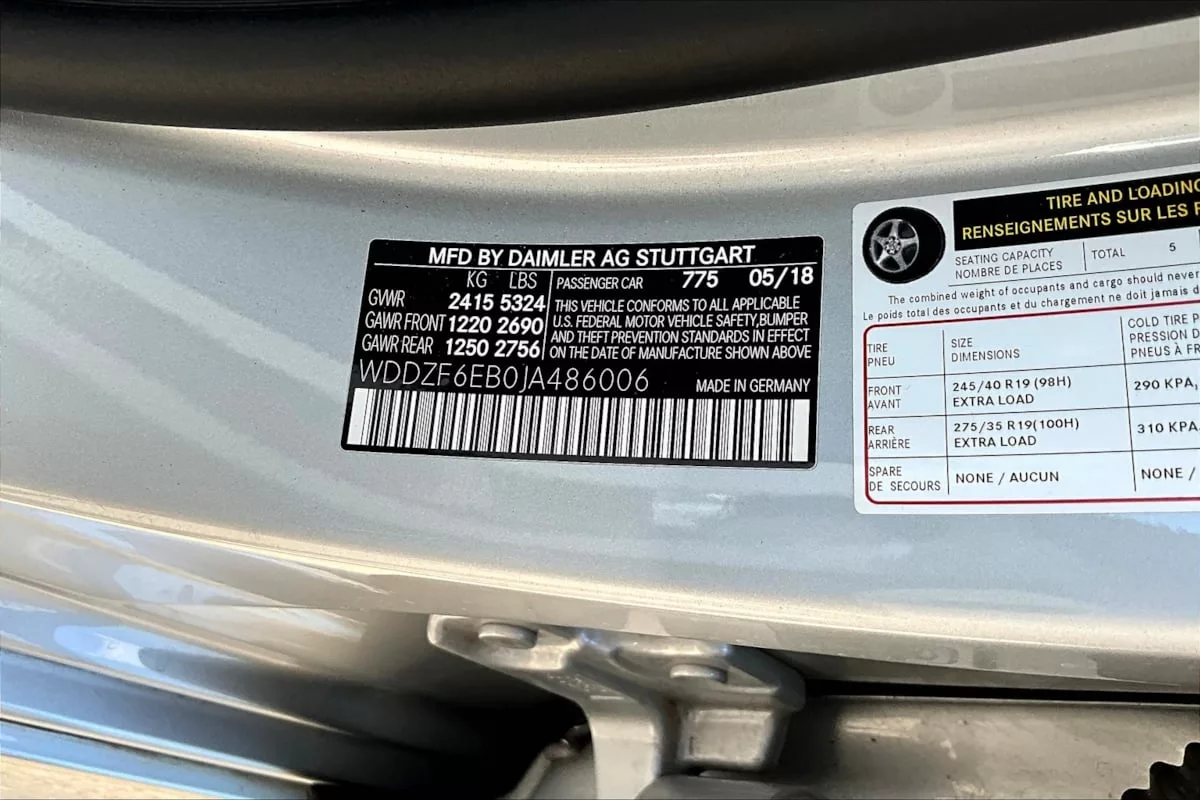 MFD BY DAIMLER AG STUTTGART
KG LBS PASSENGER CAR 775 05/18
GVWR 2415 5324
GAWR FRONT 1220 2690
GAWR REAR 1250 2756
THIS VEHICLE CONFORMS TO ALL APPLICABLE
U.S. FEDERAL MOTOR VEHICLE SAFETY,BUMPER
AND THEFT PREVENTION STANDARDS IN EFFECT
ON THE DATE OF MANUFACTURE SHOWN ABOVE
WDDZF6EB0JA486006 MADE IN GERMANY
TIRE AND LOADING
RENSEIGNEMENTS SUR LES
SEATING CAPACITY
NOMBRE DE PLACES
TOTAL 5
The combined weight of occupants and cargo should never
Le poids total des occupants et du chargement ne doit jamais
TIRE
PNEU
SIZE
DIMENSIONS
COLD TIRE
PRESSION
PNEUS À
FRONT
AVANT
245/40 R19 (98H)
EXTRA LOAD
290 KPA,
REAR
ARRIÈRE
275/35 R19(100H)
EXTRA LOAD
310 KPA,
SPARE
DE SECOURS
NONE / AUCUN
NONE /